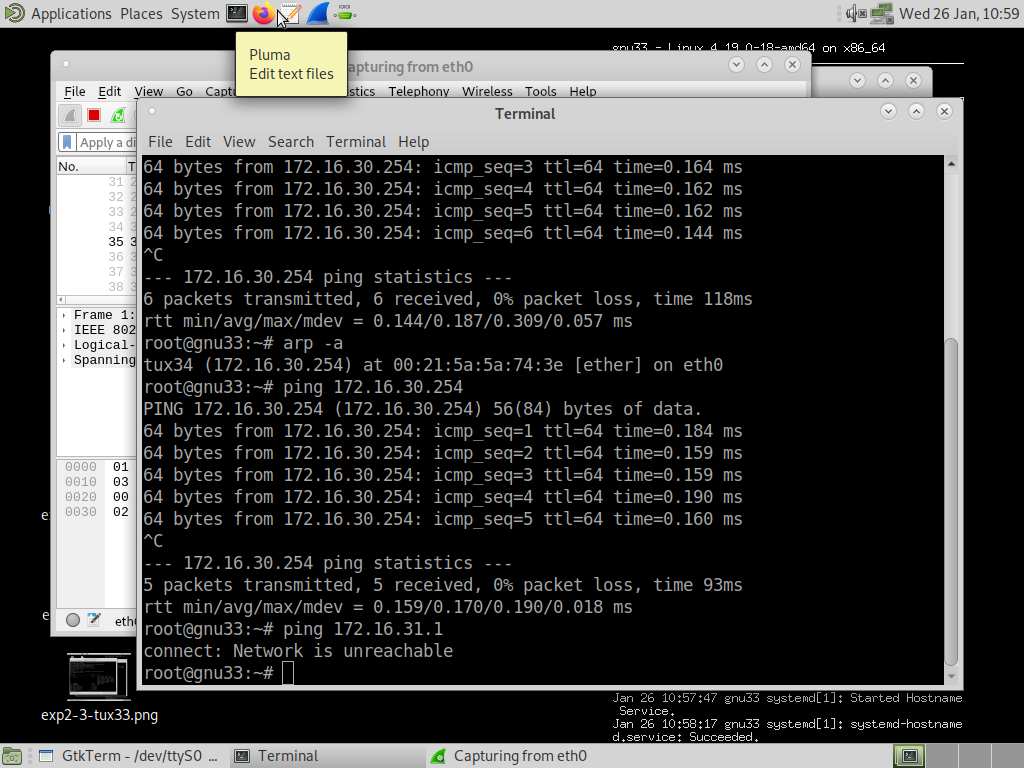 Applications Places System Wed 26 Jan, 10:59
gnu33 - Linux 4.19.0-18-amd64 on x86_64
Pluma
Edit text files
Capturing from eth0
File Edit View Go Telephony Wireless Tools Help
Apply a di
No. T
31 2
32 2
33 2
34 3
35 3
36 3
37 3
38 3
Frame 1:
IEEE 802
Logical-
Spanning
0000 01
0010 03
0020 00
0030 02
Terminal
File Edit View Search Terminal Help
64 bytes from 172.16.30.254: icmp_seq=3 ttl=64 time=0.164 ms
64 bytes from 172.16.30.254: icmp_seq=4 ttl=64 time=0.162 ms
64 bytes from 172.16.30.254: icmp_seq=5 ttl=64 time=0.162 ms
64 bytes from 172.16.30.254: icmp_seq=6 ttl=64 time=0.144 ms
^C
--- 172.16.30.254 ping statistics ---
6 packets transmitted, 6 received, 0% packet loss, time 118ms
rtt min/avg/max/mdev = 0.144/0.187/0.309/0.057 ms
root@gnu33:~# arp -a
tux34 (172.16.30.254) at 00:21:5a:5a:74:3e [ether] on eth0
root@gnu33:~# ping 172.16.30.254
PING 172.16.30.254 (172.16.30.254) 56(84) bytes of data.
64 bytes from 172.16.30.254: icmp_seq=1 ttl=64 time=0.184 ms
64 bytes from 172.16.30.254: icmp_seq=2 ttl=64 time=0.159 ms
64 bytes from 172.16.30.254: icmp_seq=3 ttl=64 time=0.159 ms
64 bytes from 172.16.30.254: icmp_seq=4 ttl=64 time=0.190 ms
64 bytes from 172.16.30.254: icmp_seq=5 ttl=64 time=0.160 ms
^C
--- 172.16.30.254 ping statistics ---
5 packets transmitted, 5 received, 0% packet loss, time 93ms
rtt min/avg/max/mdev = 0.159/0.170/0.190/0.018 ms
root@gnu33:~# ping 172.16.31.1
connect: Network is unreachable
root@gnu33:~#
exp2-3-tux33.png
Jan 26 10:57:47 gnu33 systemd[1]: Started Hostname
Service.
Jan 26 10:58:17 gnu33 systemd[1]: systemd-hostname
d.service: Succeeded.
GtkTerm - /dev/ttyS0 ... Terminal Capturing from eth0